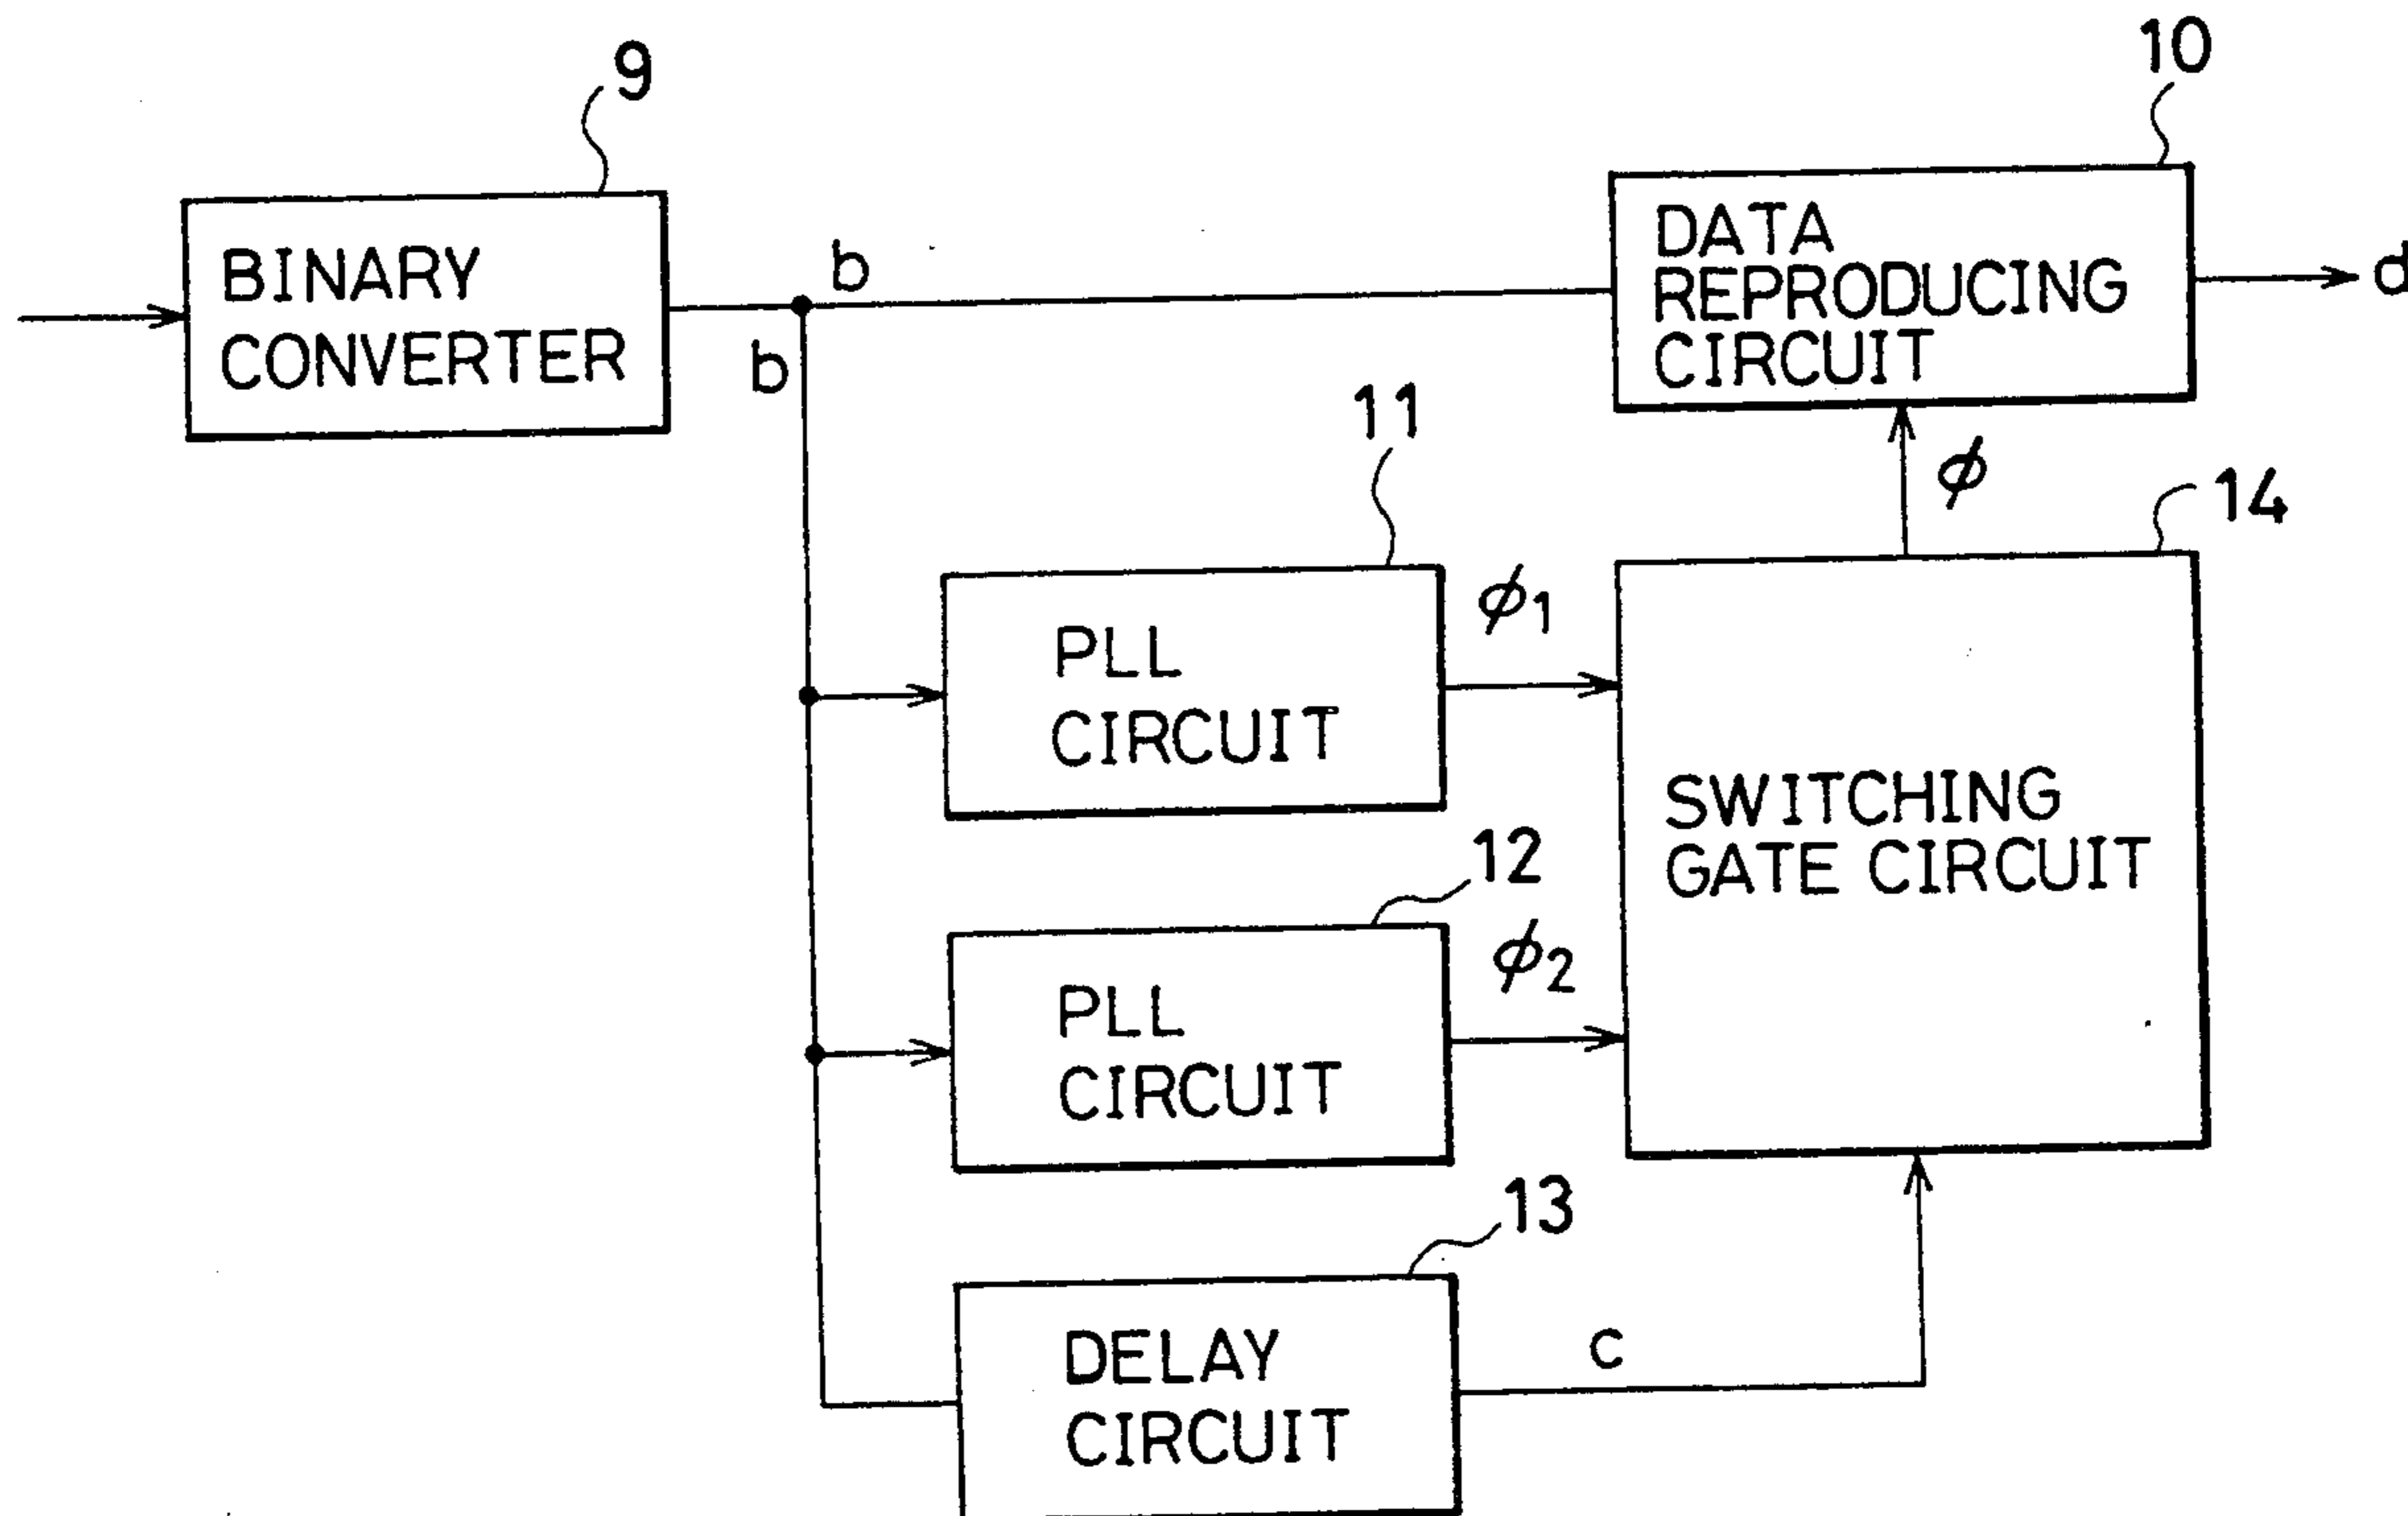 9
10
BINARY
CONVERTER
b
b
DATA
REPRODUCING
CIRCUIT
d
11
ϕ
14
PLL
CIRCUIT
ϕ1
12
SWITCHING
GATE CIRCUIT
PLL
CIRCUIT
ϕ2
13
DELAY
CIRCUIT
c